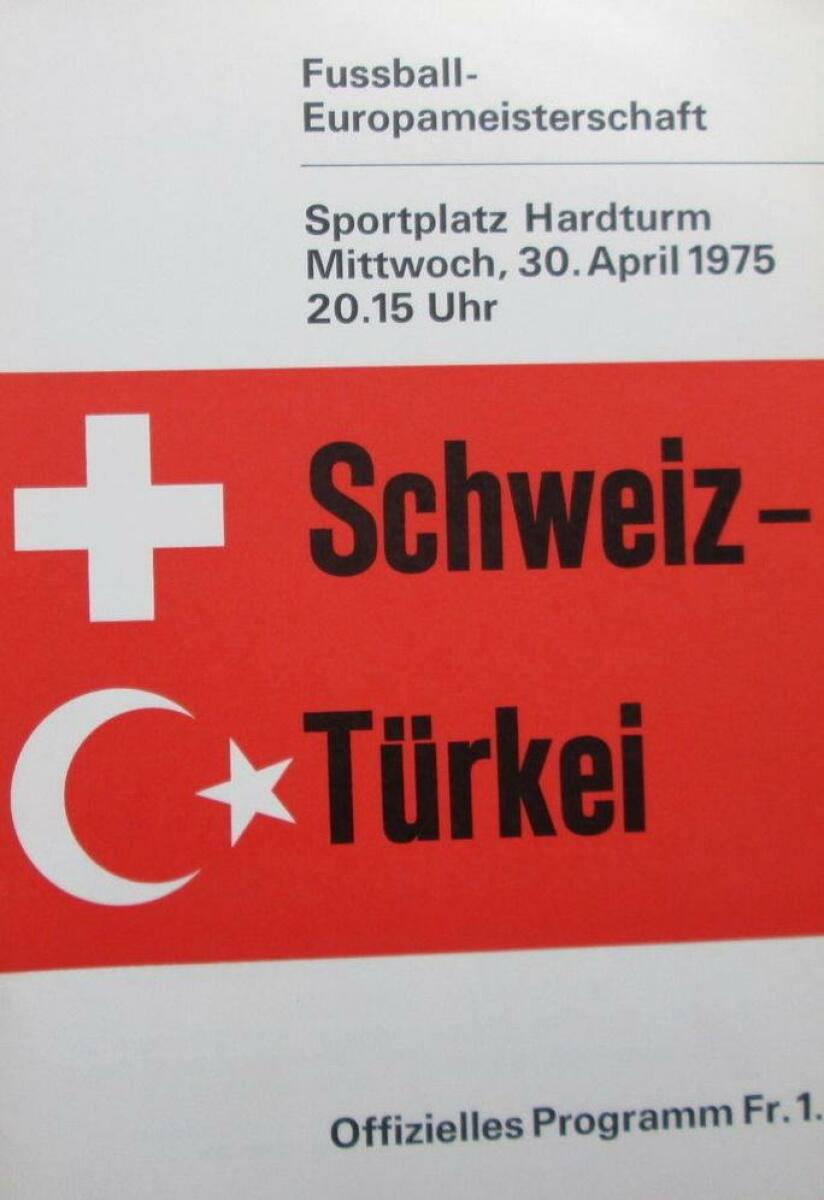 Fussball-
Europameisterschaft
Sportplatz Hardturm
Mittwoch, 30. April 1975
20.15 Uhr
Schweiz –
Türkei
Offizielles Programm Fr. 1.